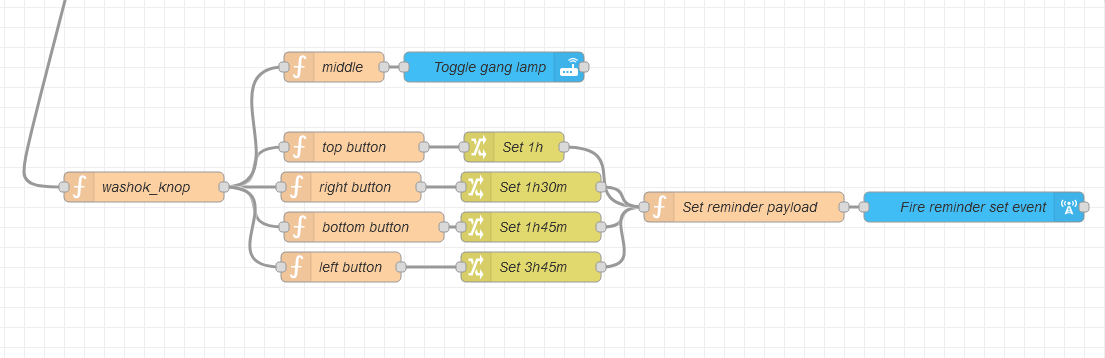 middle
Toggle gang lamp
top button
Set 1h
washok_knop
right button
Set 1h30m
Set reminder payload
Fire reminder set event
bottom button
Set 1h45m
left button
Set 3h45m